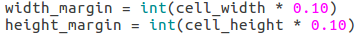 width_margin = int(cell_width * 0.10)
height_margin = int(cell_height * 0.10)